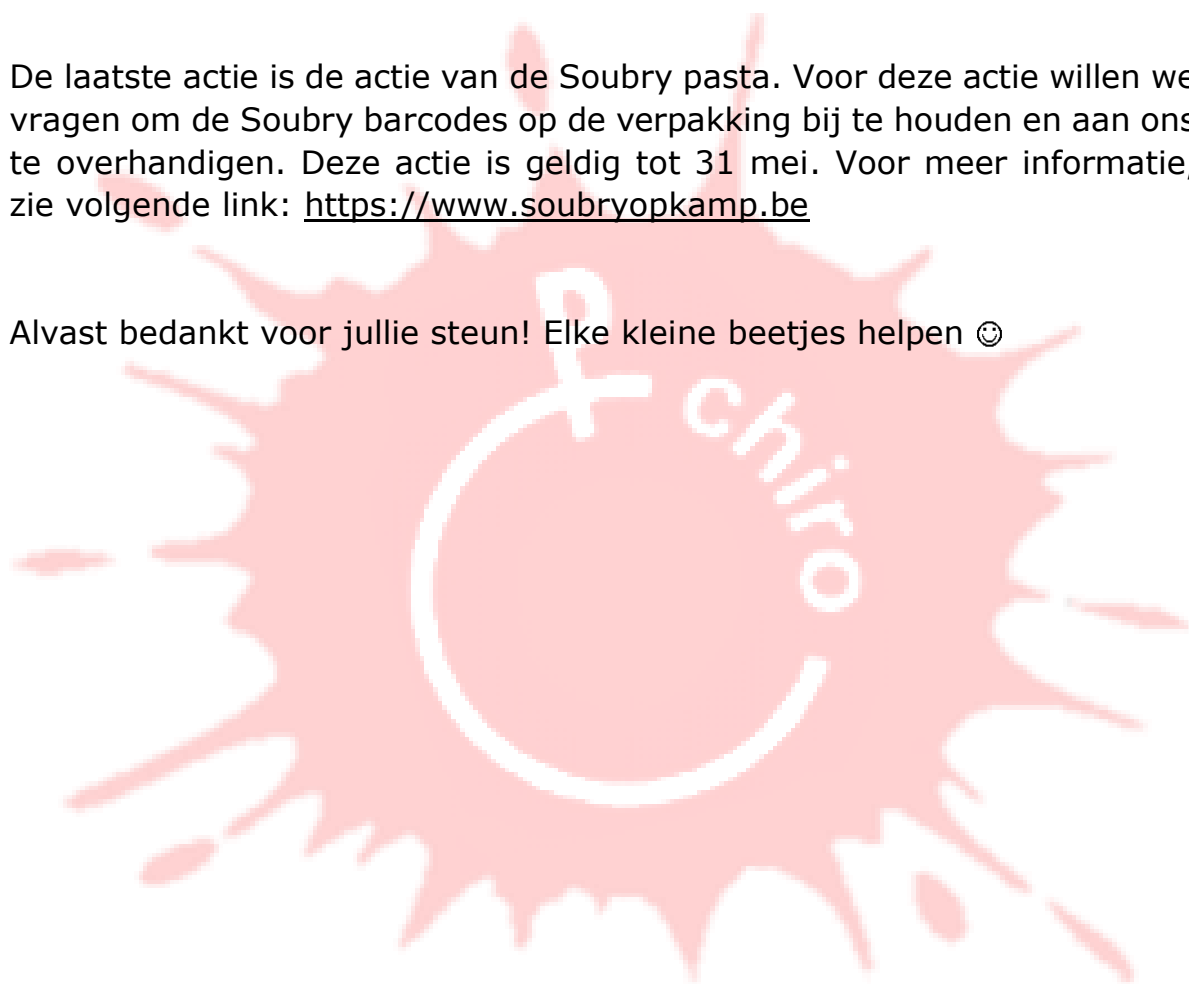 De laatste actie is de actie van de Soubry pasta. Voor deze actie willen we
vragen om de Soubry barcodes op de verpakking bij te houden en aan ons
te overhandigen. Deze actie is geldig tot 31 mei. Voor meer informatie,
zie volgende link: https://www.soubryopkamp.be
Alvast bedankt voor jullie steun! Elke kleine beetjes helpen ☺
chiro